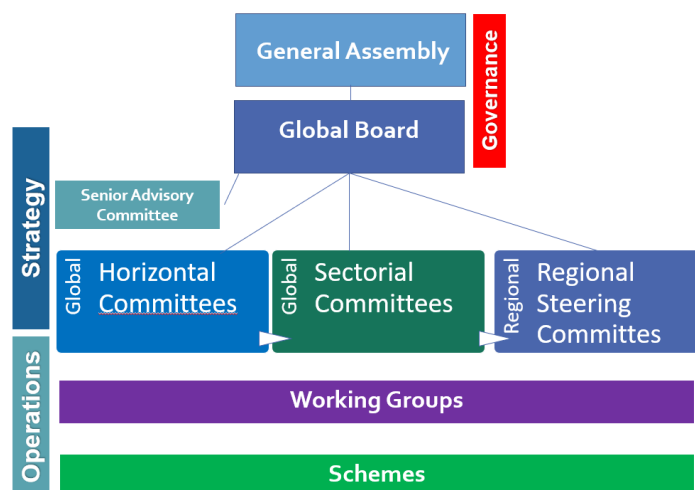 General Assembly
Governance
Global Board
Strategy
Senior Advisory
Committee
Global
Horizontal
Committees
Global
Sectorial
Committees
Regional
Regional
Steering
Committes
Operations
Working Groups
Schemes